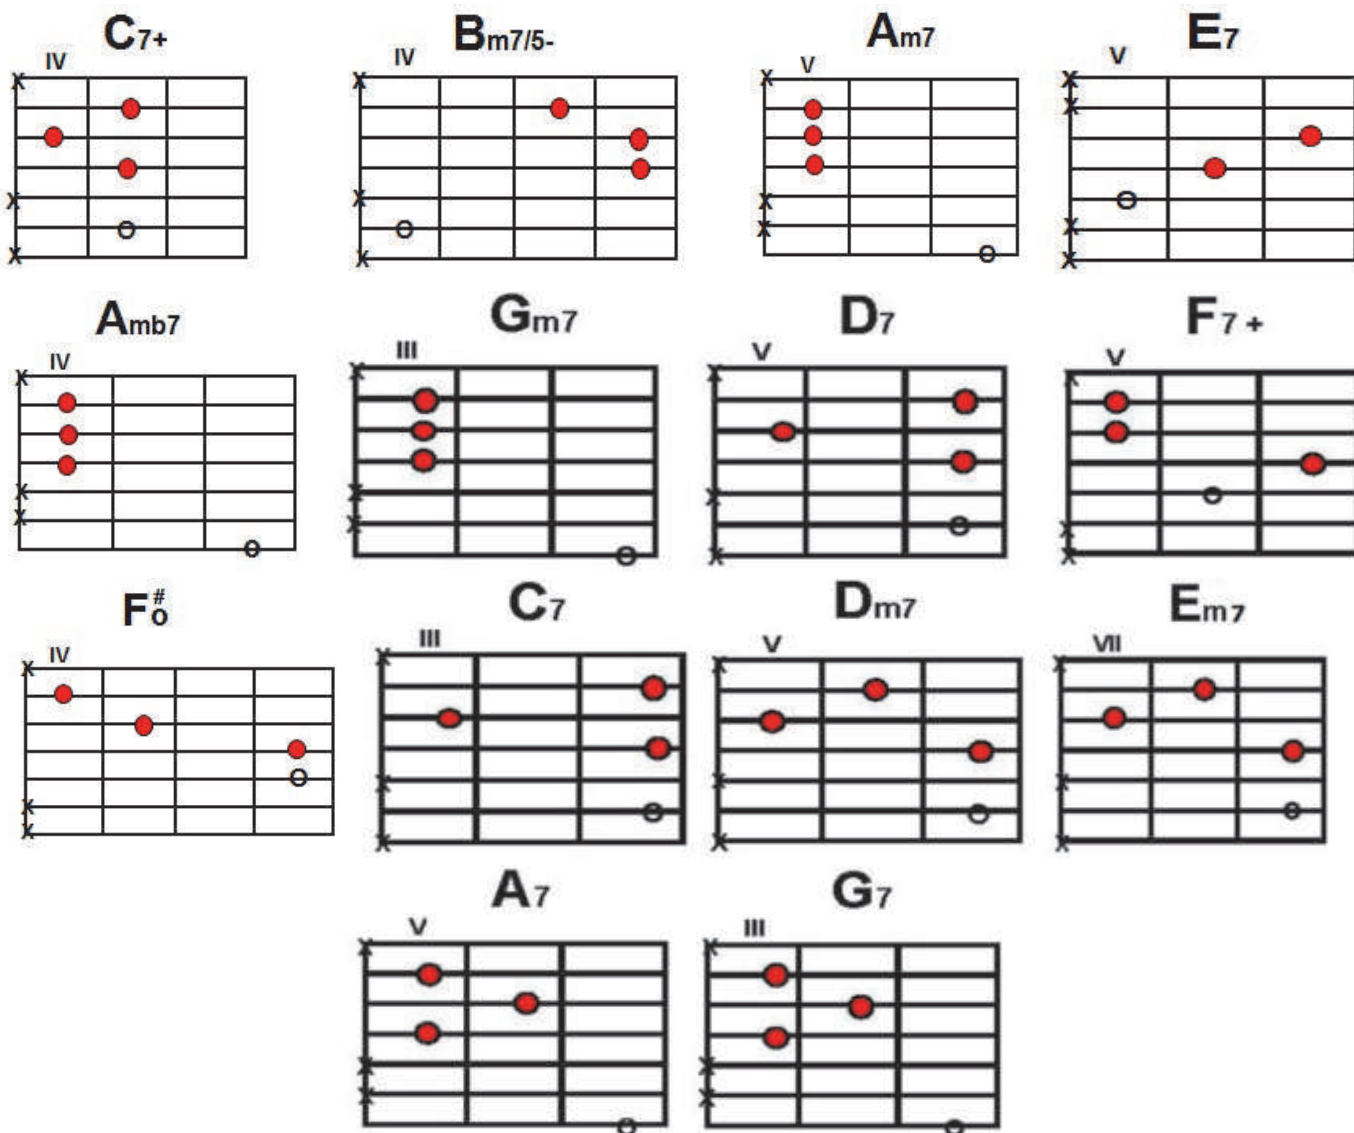 C7+ Bm7/5- Am7 E7
IV IV V V
x x x x
x
x x x x
x x
x x x
Amb7 Gm7 D7 F7 +
IV III V V
x x x x
x x x
x x x
x x
F#o C7 Dm7 Em7
IV III V VII
x x x x
x x x
x
x x x x
A7 G7
V III
x x
x x
x x